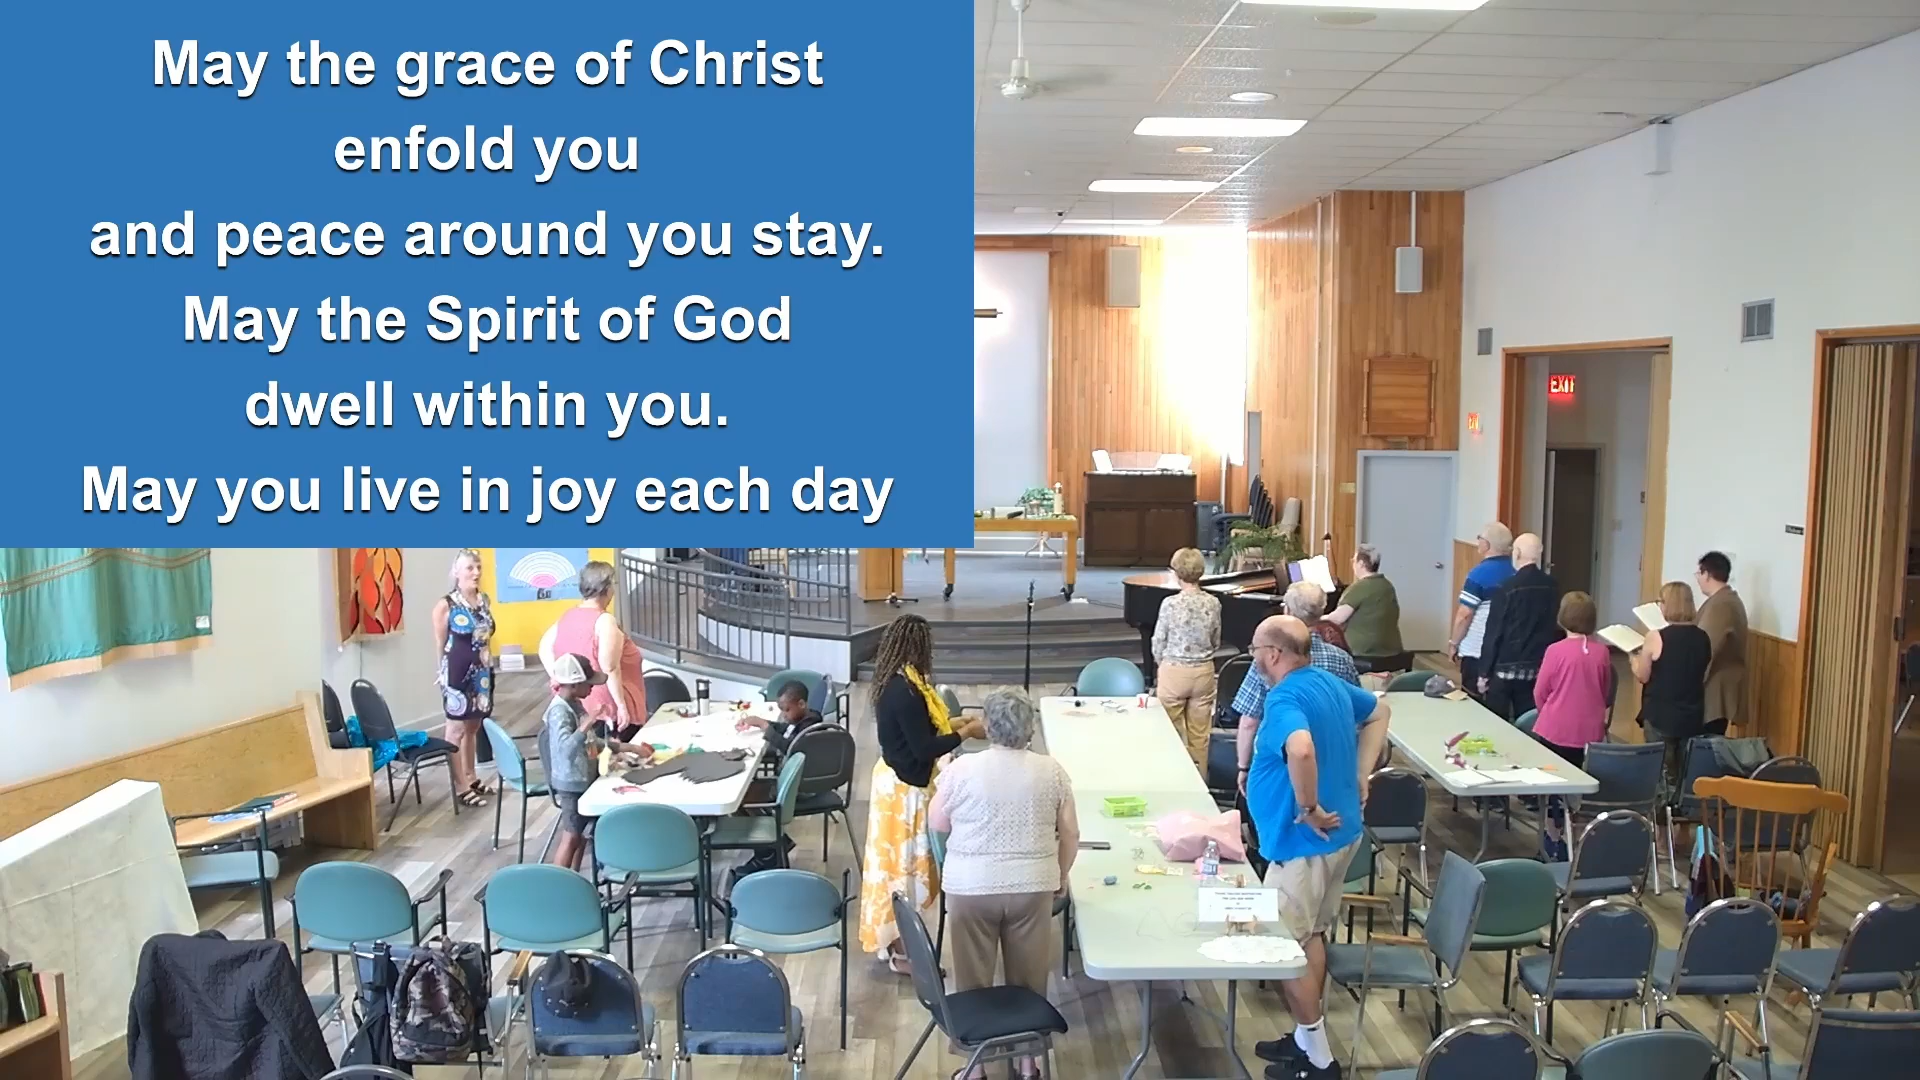 May the grace of Christ
enfold you
and peace around you stay.
May the Spirit of God
dwell within you.
May you live in joy each day
EXIT